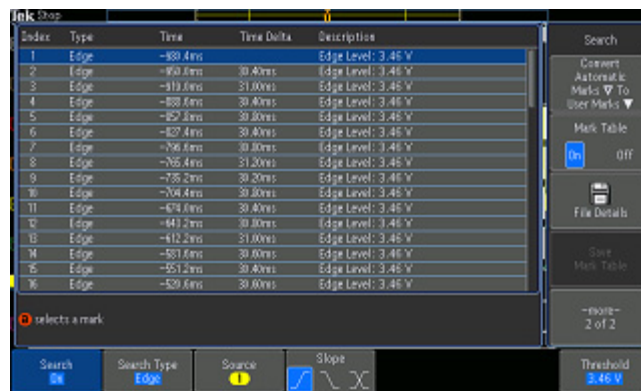 Tek Stop
Index Type Time Time Delta Description
1 Edge -980.4ms Edge Level: 3.46 V
2 Edge -950.0ms 30.40ms Edge Level: 3.46 V
3 Edge -919.0ms 31.00ms Edge Level: 3.46 V
4 Edge -888.6ms 30.40ms Edge Level: 3.46 V
5 Edge -857.8ms 30.80ms Edge Level: 3.46 V
6 Edge -827.4ms 30.40ms Edge Level: 3.46 V
7 Edge -796.6ms 30.80ms Edge Level: 3.46 V
8 Edge -765.4ms 31.20ms Edge Level: 3.46 V
9 Edge -735.2ms 30.20ms Edge Level: 3.46 V
10 Edge -704.4ms 30.80ms Edge Level: 3.46 V
11 Edge -674.0ms 30.40ms Edge Level: 3.46 V
12 Edge -643.2ms 30.80ms Edge Level: 3.46 V
13 Edge -612.2ms 31.00ms Edge Level: 3.46 V
14 Edge -581.6ms 30.60ms Edge Level: 3.46 V
15 Edge -551.2ms 30.40ms Edge Level: 3.46 V
16 Edge -520.6ms 30.60ms Edge Level: 3.46 V
a selects a mark
Search
Convert
Automatic
Marks ▽ To
User Marks ▼
Mark Table
On Off
File Details
Save
Mark Table
-more-
2 of 2
Search
On
Search Type
Edge
Source
1
Slope
Threshold
3.46 V